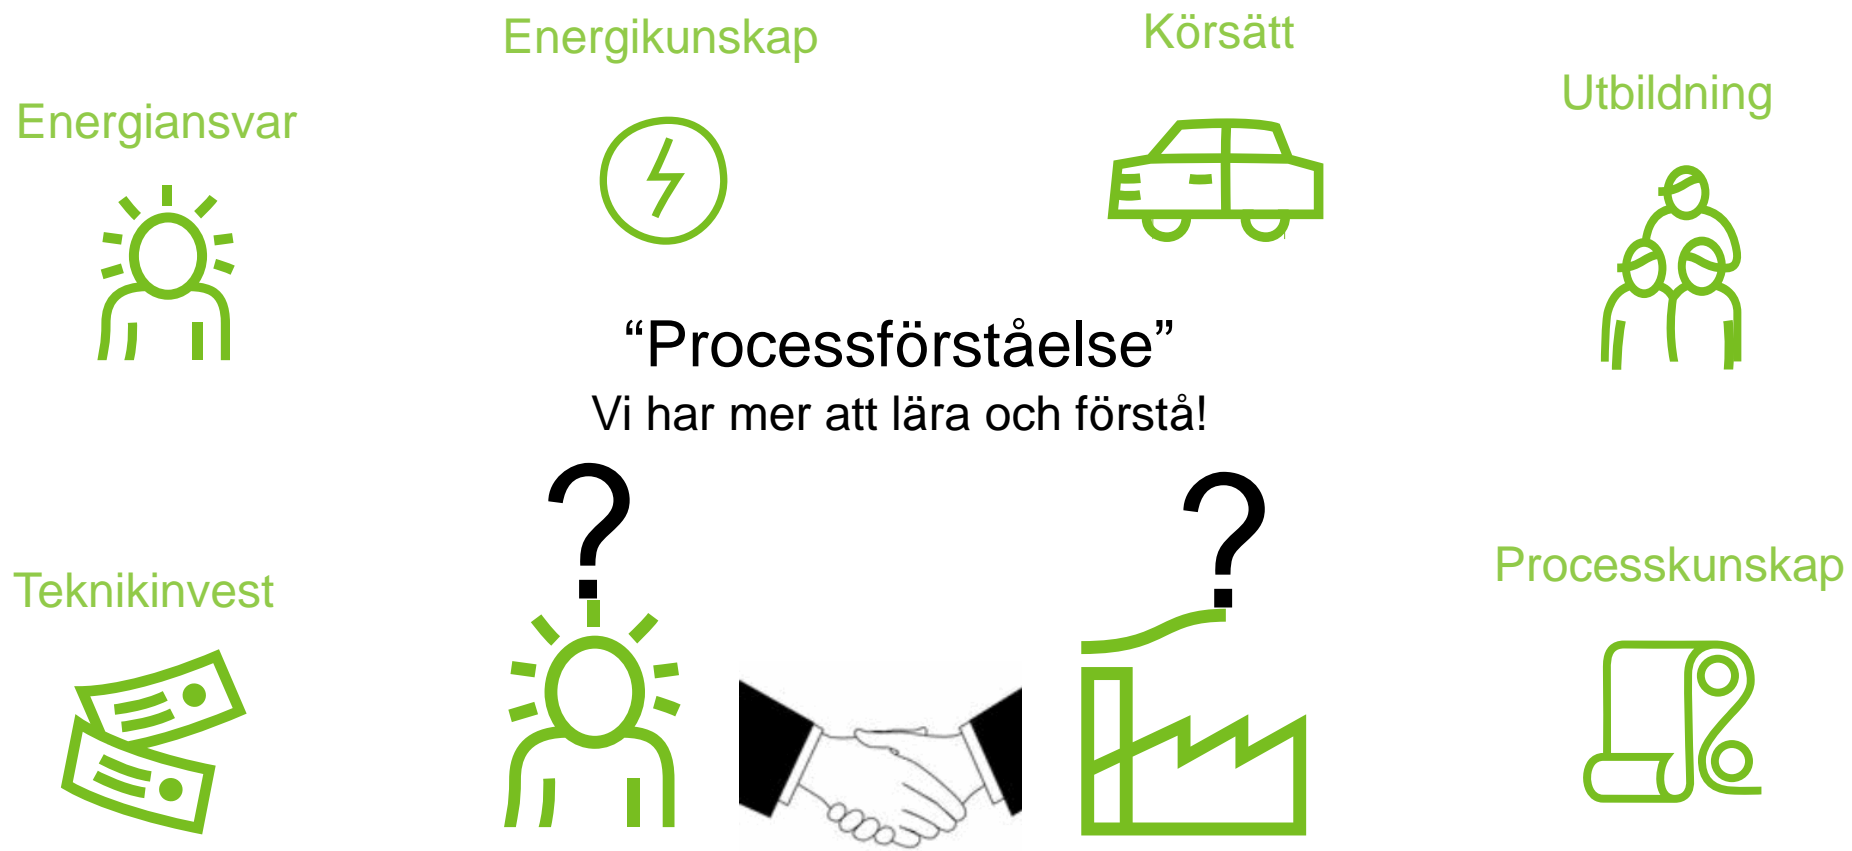 Energikunskap
Körsätt
Utbildning
Energiansvar
“Processförståelse”
Vi har mer att lära och förstå!
?
?
Processkunskap
Teknikinvest